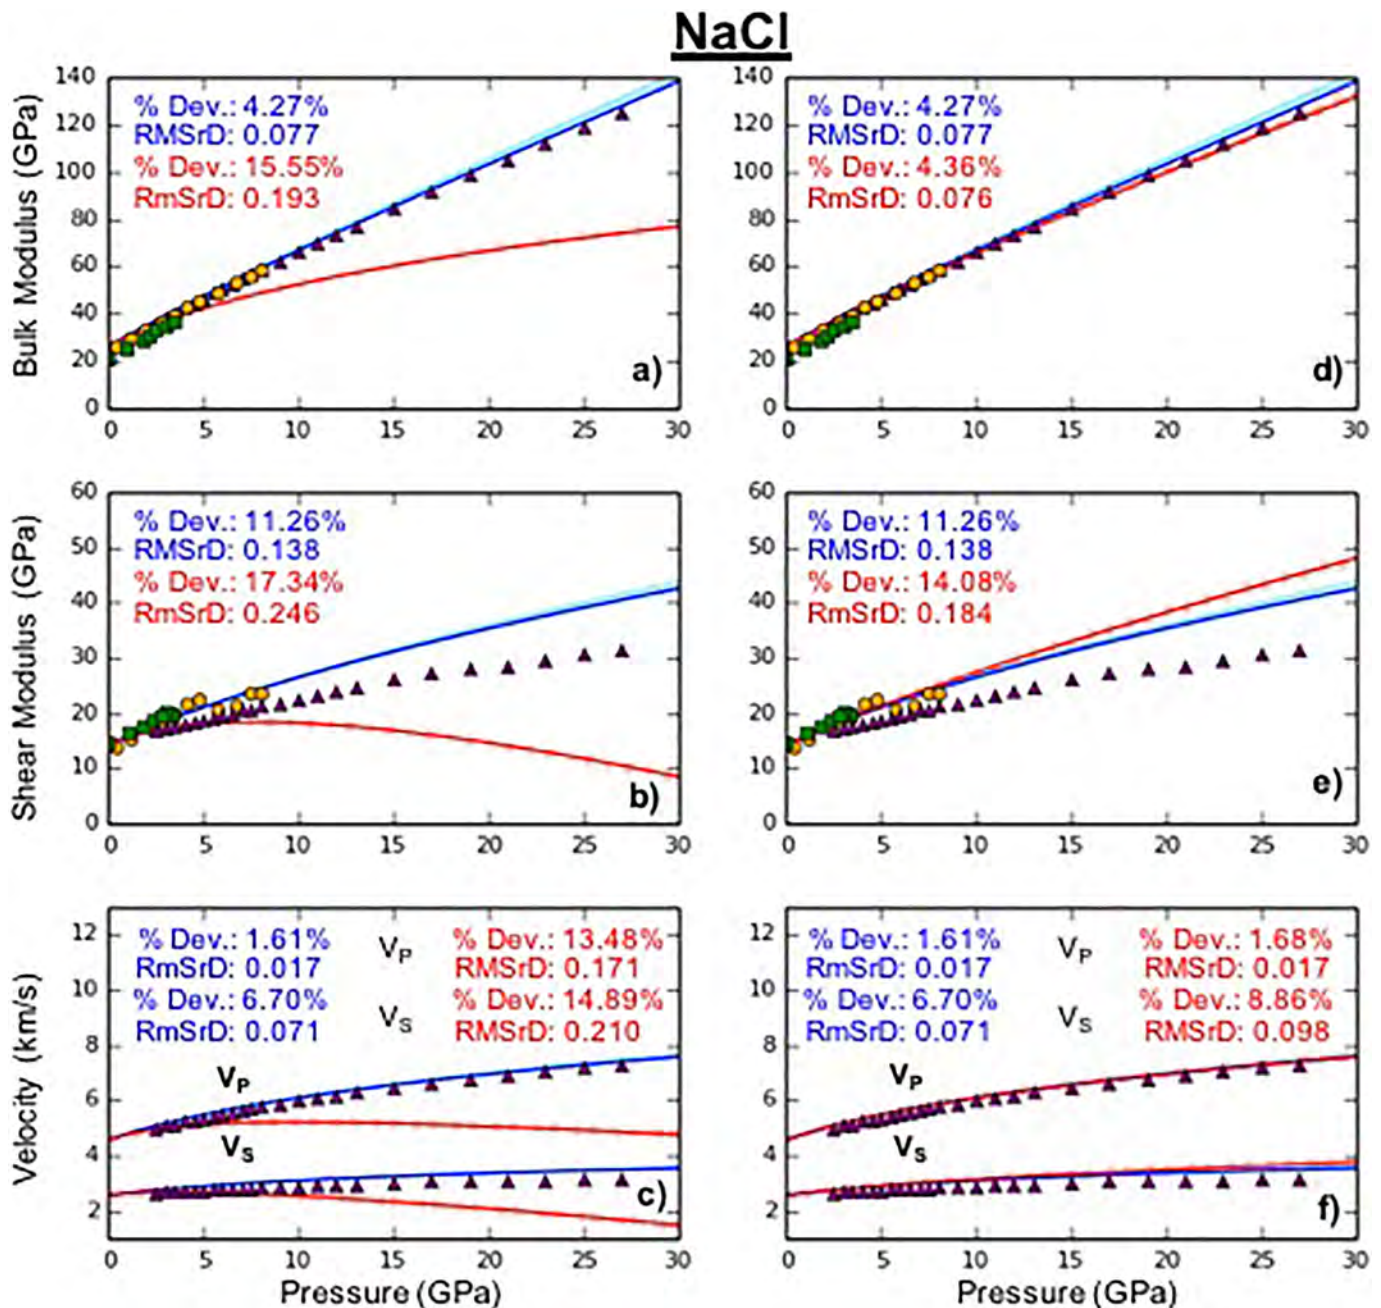 NaCl
Bulk Modulus (GPa)
140
120
100
80
60
40
20
0
% Dev.: 4.27%
RMSrD: 0.077
% Dev.: 15.55%
RmSrD: 0.193
a)
0 5 10 15 20 25 30
140
120
100
80
60
40
20
0
% Dev.: 4.27%
RMSrD: 0.077
% Dev.: 4.36%
RmSrD: 0.076
d)
0 5 10 15 20 25 30
Shear Modulus (GPa)
60
50
40
30
20
10
0
% Dev.: 11.26%
RMSrD: 0.138
% Dev.: 17.34%
RmSrD: 0.246
b)
0 5 10 15 20 25 30
60
50
40
30
20
10
0
% Dev.: 11.26%
RMSrD: 0.138
% Dev.: 14.08%
RmSrD: 0.184
e)
0 5 10 15 20 25 30
Velocity (km/s)
12
10
8
6
4
2
% Dev.: 1.61% VP % Dev.: 13.48%
RmSrD: 0.017 RMSrD: 0.171
% Dev.: 6.70% VS % Dev.: 14.89%
RmSrD: 0.071 RMSrD: 0.210
VP
VS
c)
0 5 10 15 20 25 30
Pressure (GPa)
12
10
8
6
4
2
% Dev.: 1.61% VP % Dev.: 1.68%
RmSrD: 0.017 RMSrD: 0.017
% Dev.: 6.70% VS % Dev.: 8.86%
RmSrD: 0.071 RMSrD: 0.098
VP
VS
f)
0 5 10 15 20 25 30
Pressure (GPa)